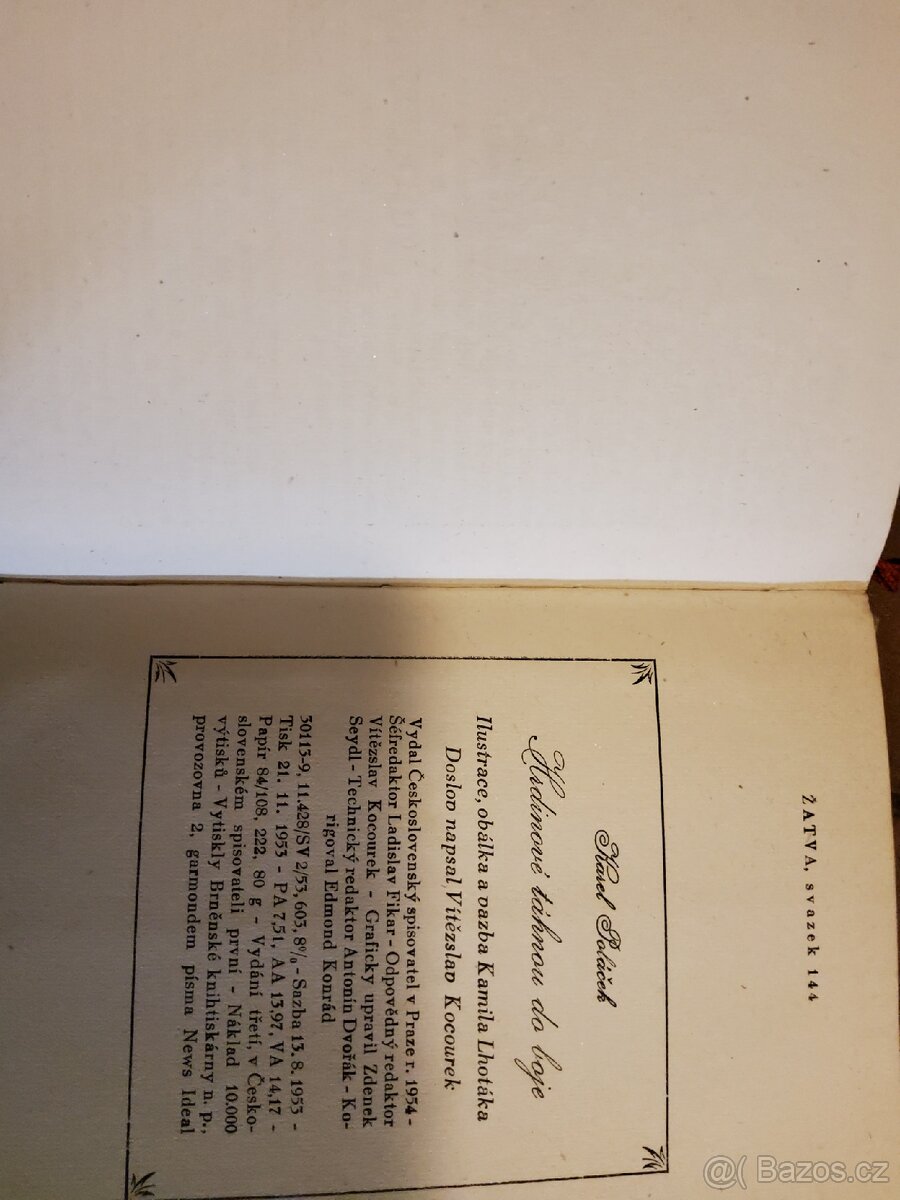 ŽATVA, svazek 144
Karel Poláček
Hrdinové táhnou do boje
Ilustrace, obálka a vazba Kamila Lhotáka
Doslov napsal Vítězslav Kocourek
Vydal Československý spisovatel v Praze r. 1954 -
Šéfredaktor Ladislav Fikar - Odpovědný redaktor
Vítězslav Kocourek - Graficky upravil Zdenek
Seydl - Technický redaktor Antonín Dvořák - Ko-
rigoval Edmond Konrád
30113-9, 11.428/SV 2/53, 603, 8% - Sazba 13. 8. 1953 -
Tisk 21. 11. 1953 - PA 7,51, AA 13,97, VA 14,17 -
Papír 84/108, 222, 80 g - Vydání třetí, v Česko-
slovenském spisovateli první - Náklad 10.000
výtisků - Vytiskly Brněnské knihtiskárny n. p.,
provozovna 2, garmondem písma News Ideal
@( Bazos.cz